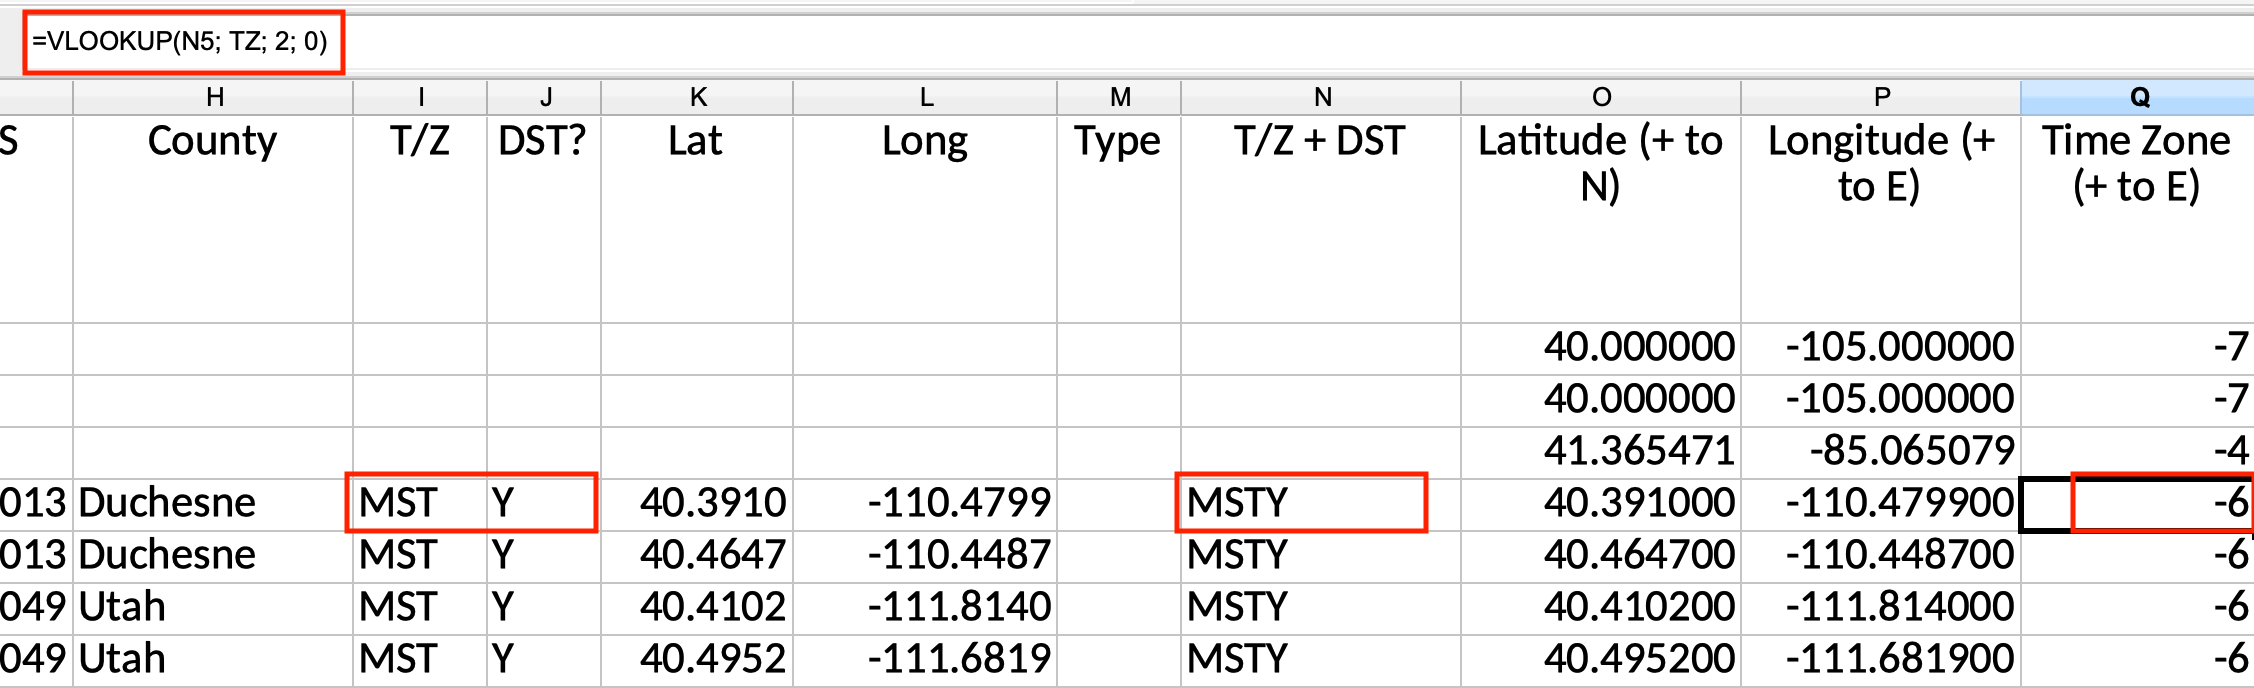 =VLOOKUP(N5; TZ; 2; 0)
H I J K L M N O P Q
S County T/Z DST? Lat Long Type T/Z + DST Latitude (+ to Longitude (+ Time Zone
N) to E) (+ to E)
40.000000 -105.000000 -7
40.000000 -105.000000 -7
41.365471 -85.065079 -4
013 Duchesne MST Y 40.3910 -110.4799 MSTY 40.391000 -110.479900 -6
013 Duchesne MST Y 40.4647 -110.4487 MSTY 40.464700 -110.448700 -6
049 Utah MST Y 40.4102 -111.8140 MSTY 40.410200 -111.814000 -6
049 Utah MST Y 40.4952 -111.6819 MSTY 40.495200 -111.681900 -6